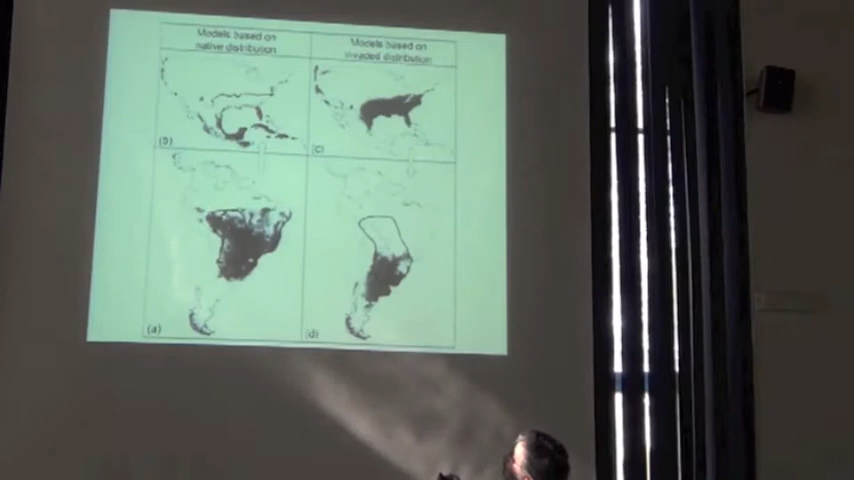 Models based on
native distribution
Models based on
invaded distribution
(b)
(c)
(a)
(d)